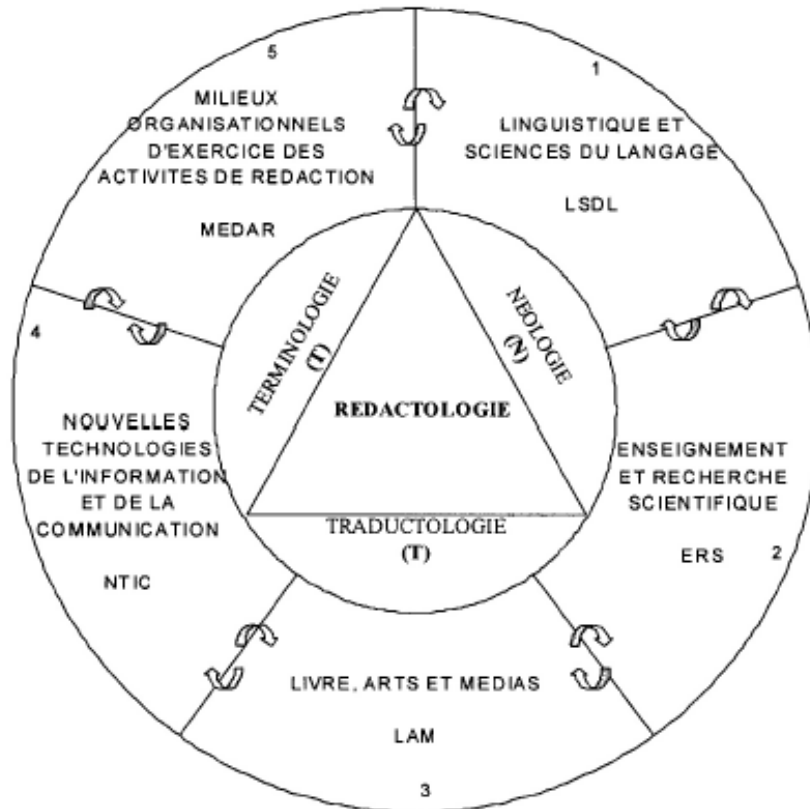 5
MILIEUX
ORGANISATIONNELS
D'EXERCICE DES
ACTIVITES DE REDACTION
MEDAR
1
LINGUISTIQUE ET
SCIENCES DU LANGAGE
LSDL
TERMINOLOGIE
(T)
NEOLOGIE
(N)
REDACTOLOGIE
TRADUCTOLOGIE
(T)
4
NOUVELLES
TECHNOLOGIES
DE L'INFORMATION
ET DE LA
COMMUNICATION
NTIC
ENSEIGNEMENT
ET RECHERCHE
SCIENTIFIQUE
ERS
2
LIVRE, ARTS ET MEDIAS
LAM
3